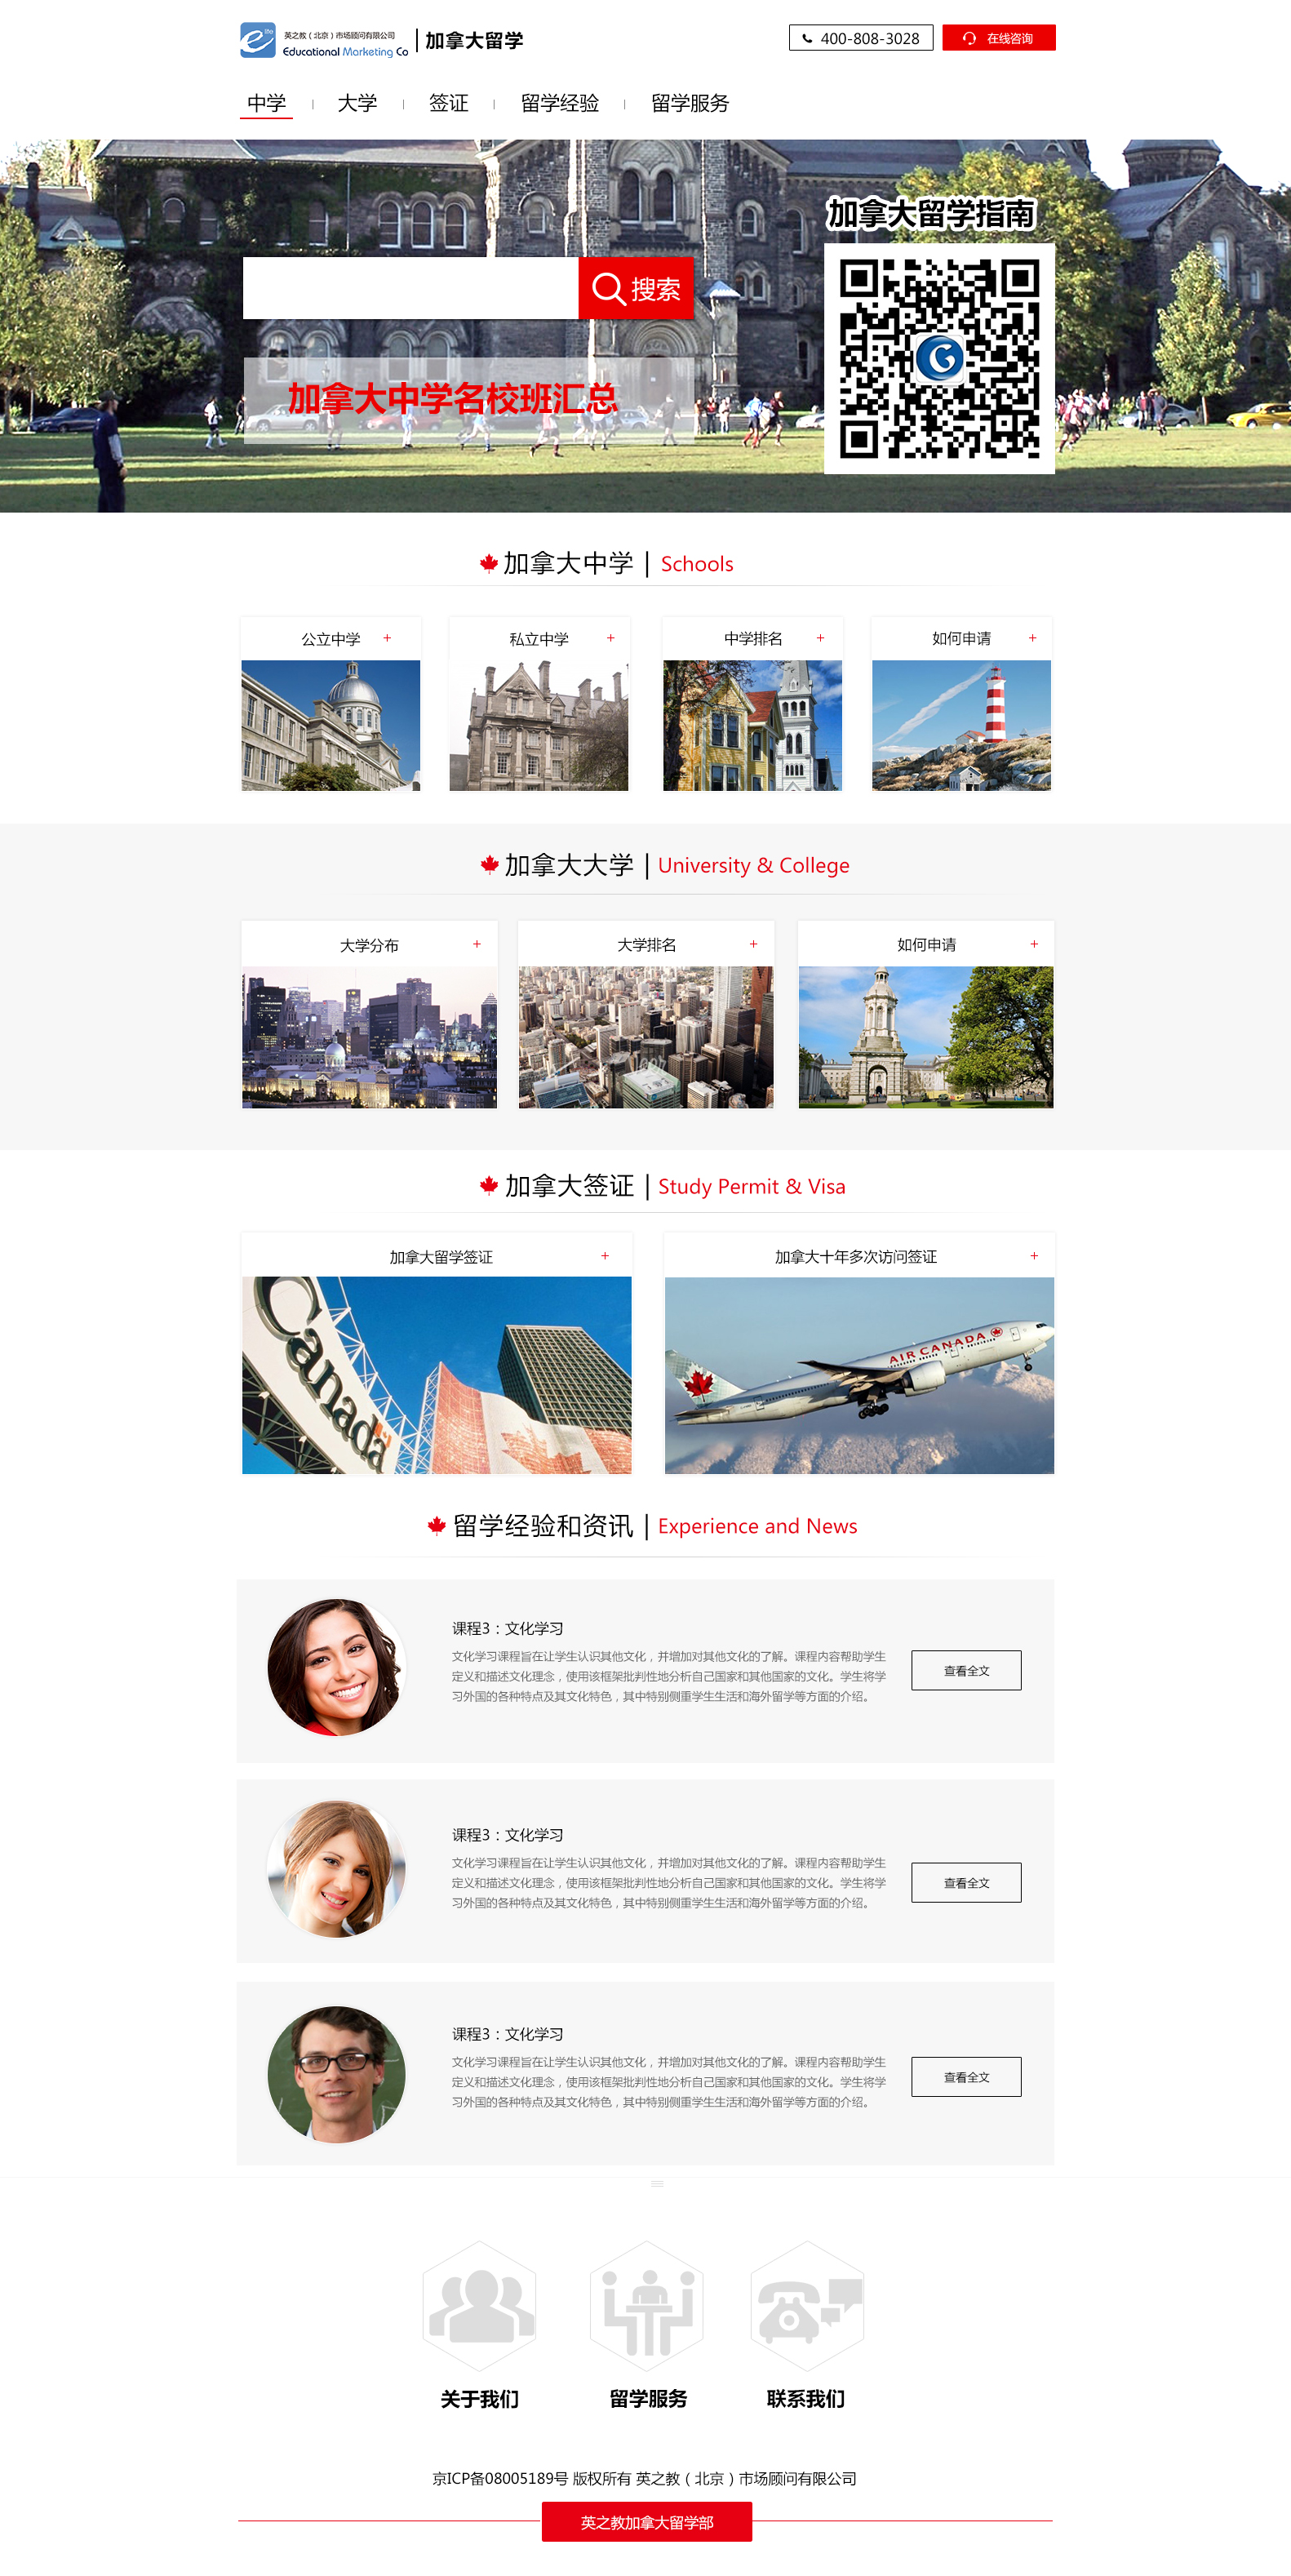 elite
英之教（北京）市场顾问有限公司
Educational Marketing Co
加拿大留学
400-808-3028
在线咨询
中学
大学
签证
留学经验
留学服务
加拿大留学指南
搜索
加拿大中学名校班汇总
加拿大中学 | Schools
公立中学 +
私立中学 +
中学排名 +
如何申请 +
加拿大大学 | University & College
大学分布 +
大学排名 +
如何申请 +
加拿大签证 | Study Permit & Visa
加拿大留学签证 +
加拿大十年多次访问签证 +
Canada
AIR CANADA
留学经验和资讯 | Experience and News
课程3：文化学习
文化学习课程旨在让学生认识其他文化，并增加对其他文化的了解。课程内容帮助学生
定义和描述文化理念，使用该框架批判性地分析自己国家和其他国家的文化。学生将学
习外国的各种特点及其文化特色，其中特别侧重学生生活和海外留学等方面的介绍。
查看全文
课程3：文化学习
文化学习课程旨在让学生认识其他文化，并增加对其他文化的了解。课程内容帮助学生
定义和描述文化理念，使用该框架批判性地分析自己国家和其他国家的文化。学生将学
习外国的各种特点及其文化特色，其中特别侧重学生生活和海外留学等方面的介绍。
查看全文
课程3：文化学习
文化学习课程旨在让学生认识其他文化，并增加对其他文化的了解。课程内容帮助学生
定义和描述文化理念，使用该框架批判性地分析自己国家和其他国家的文化。学生将学
习外国的各种特点及其文化特色，其中特别侧重学生生活和海外留学等方面的介绍。
查看全文
关于我们
留学服务
联系我们
京ICP备08005189号 版权所有 英之教（北京）市场顾问有限公司
英之教加拿大留学部